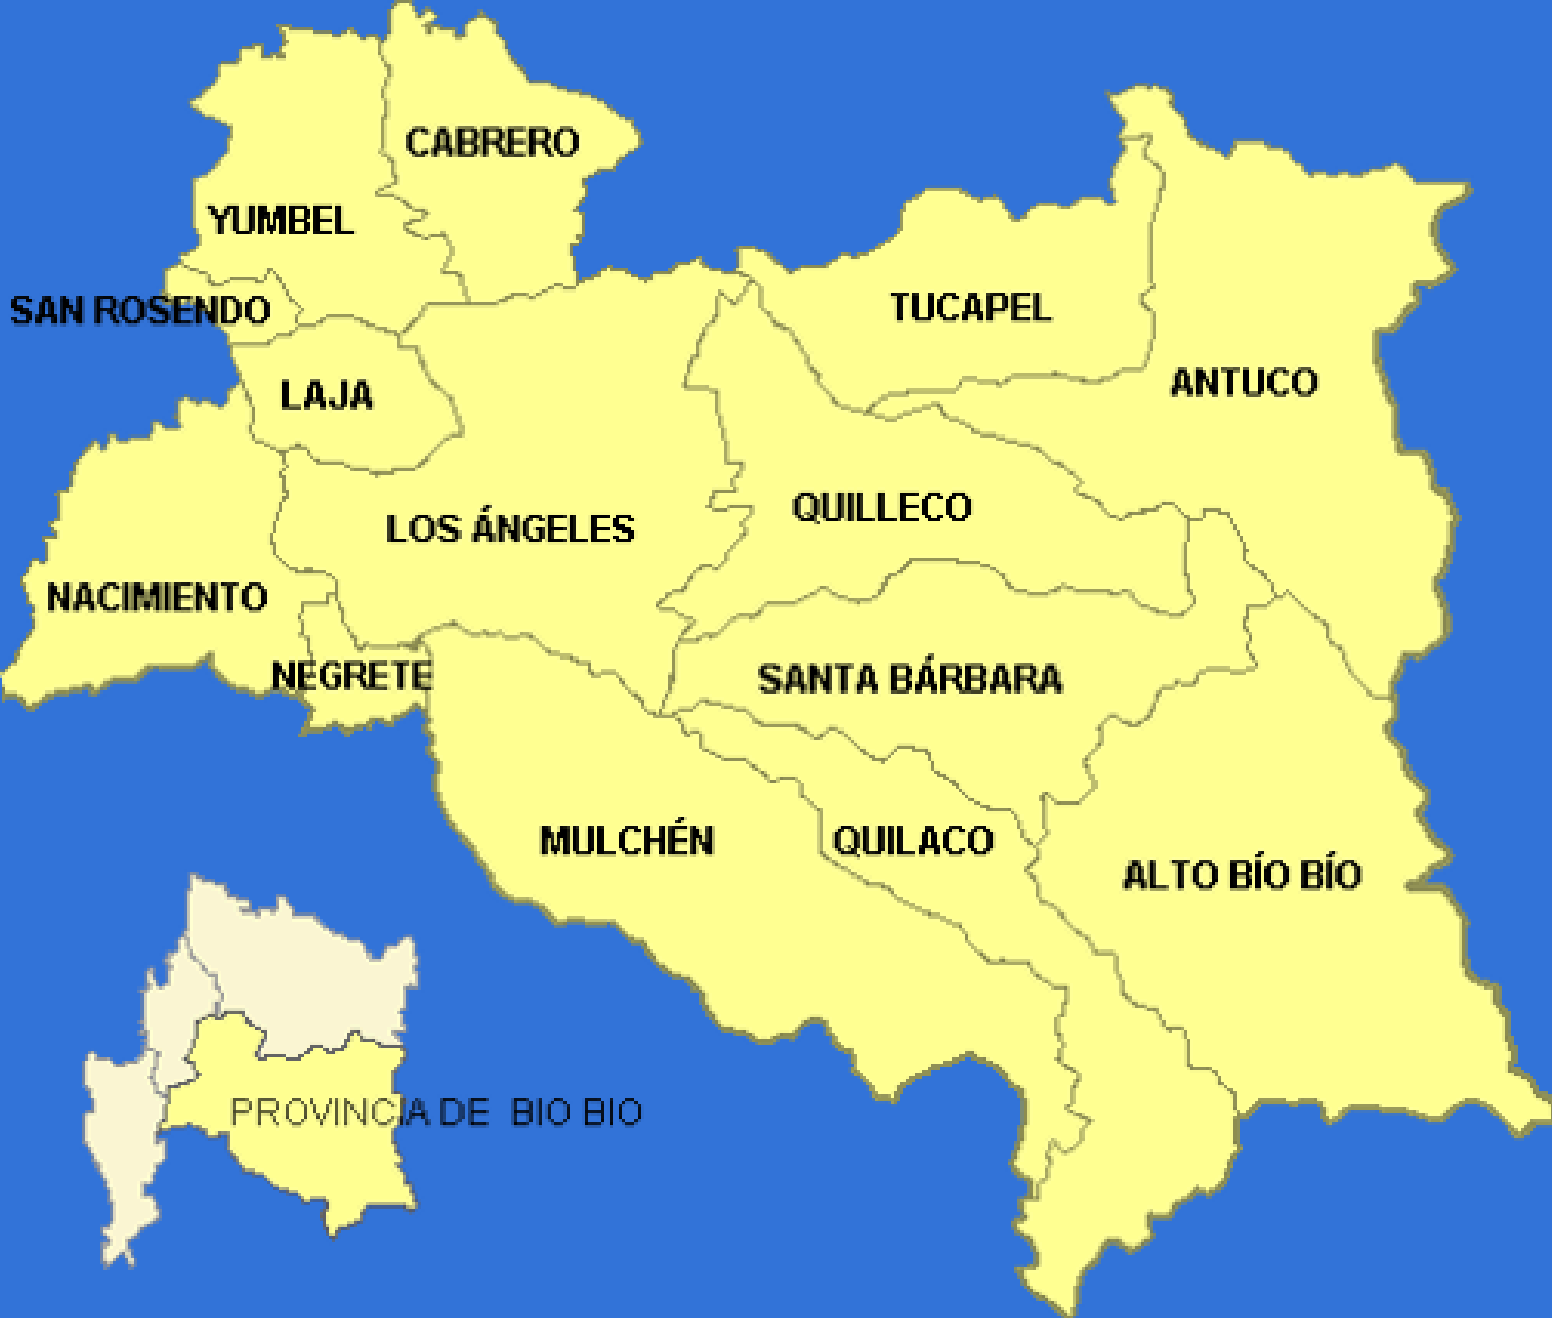 CABRERO
YUMBEL
SAN ROSENDO
TUCAPEL
ANTUCO
LAJA
QUILLECO
LOS ÁNGELES
NACIMIENTO
NEGRETE
SANTA BÁRBARA
MULCHÉN
QUILACO
ALTO BÍO BÍO
PROVINCIA DE BIO BIO